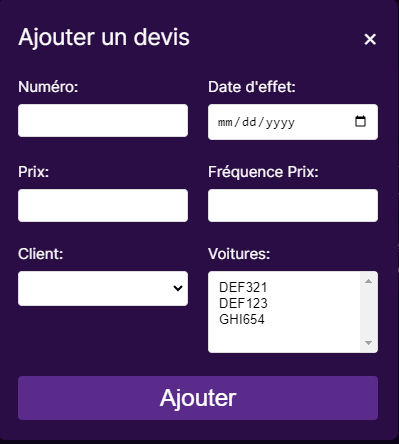 Ajouter un devis ×
Numéro: Date d'effet:
mm/dd/yyyy
Prix: Fréquence Prix:
Client: Voitures:
DEF321
DEF123
GHI654
Ajouter